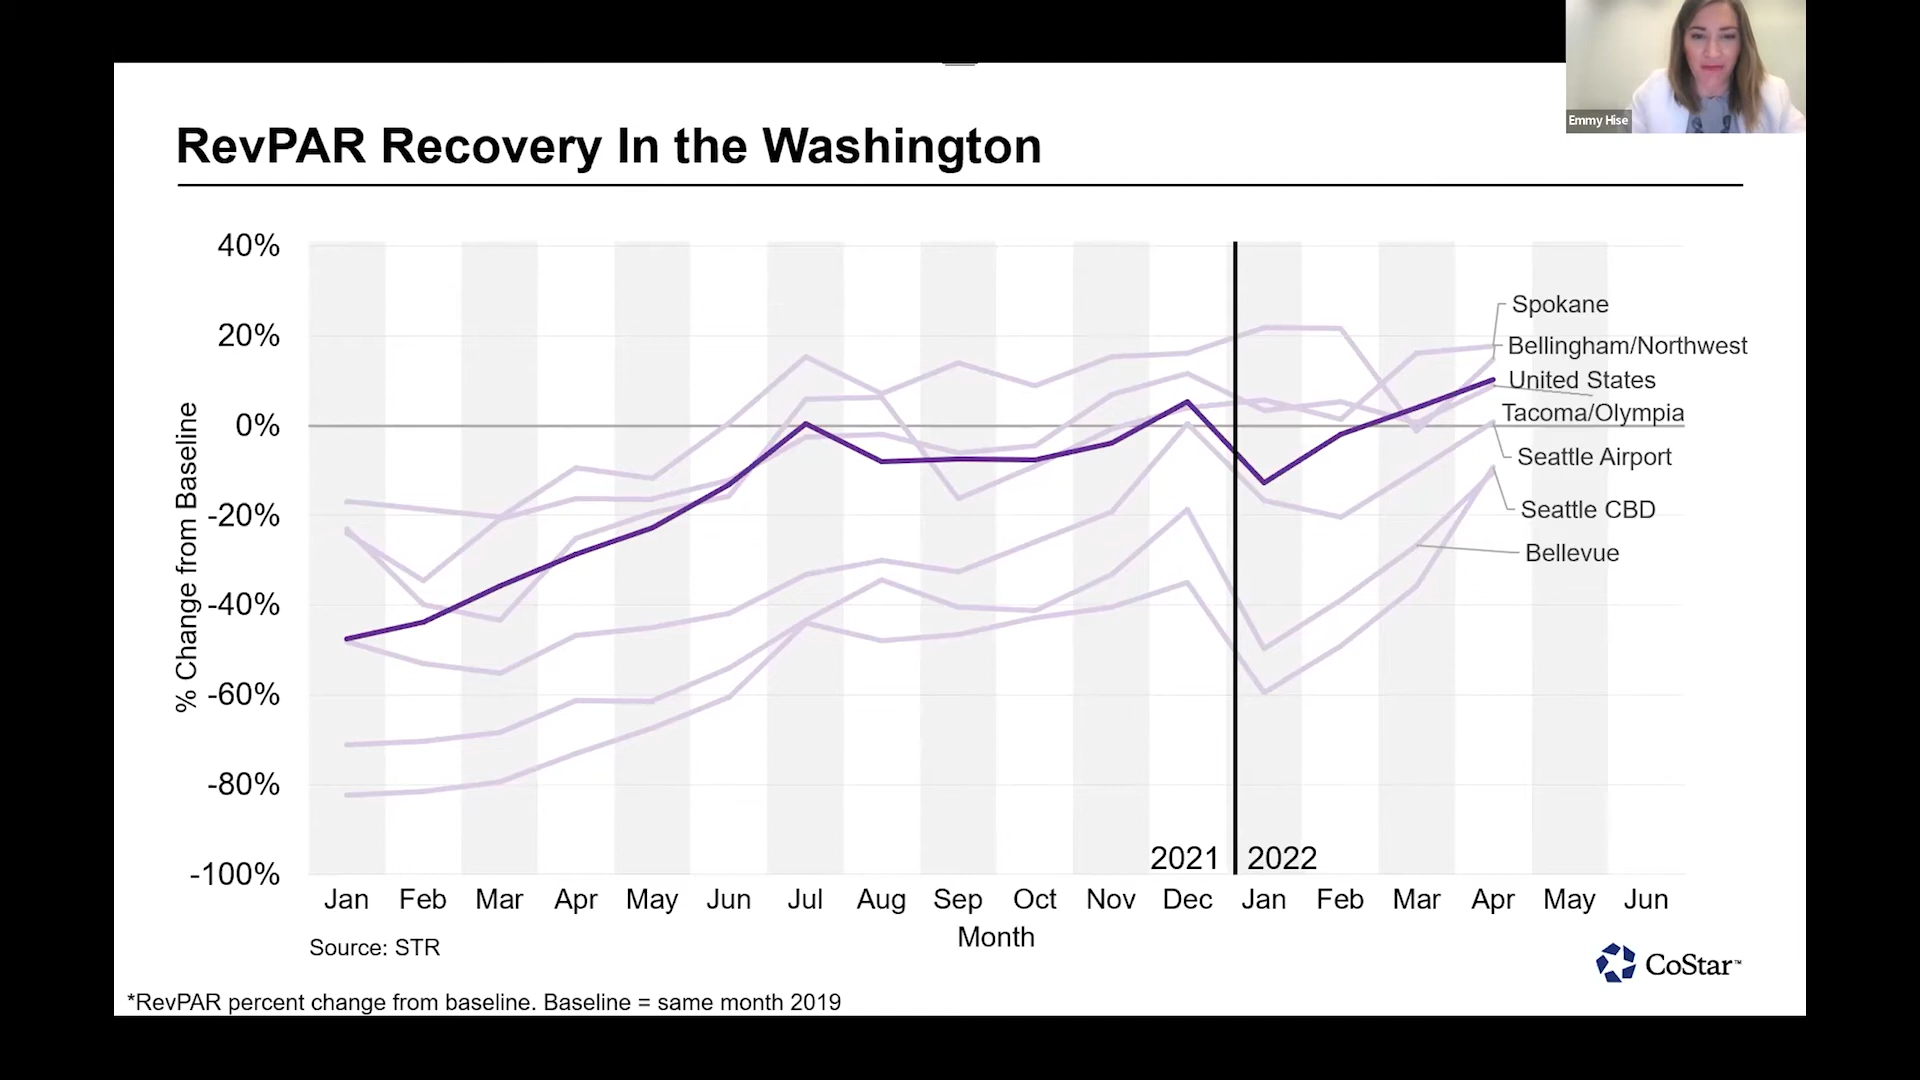 Emmy Hise
RevPAR Recovery In the Washington
% Change from Baseline
40%
20%
0%
-20%
-40%
-60%
-80%
-100%
Spokane
Bellingham/Northwest
United States
Tacoma/Olympia
Seattle Airport
Seattle CBD
Bellevue
2021 2022
Jan Feb Mar Apr May Jun Jul Aug Sep Oct Nov Dec Jan Feb Mar Apr May Jun
Month
Source: STR
CoStar™
*RevPAR percent change from baseline. Baseline = same month 2019